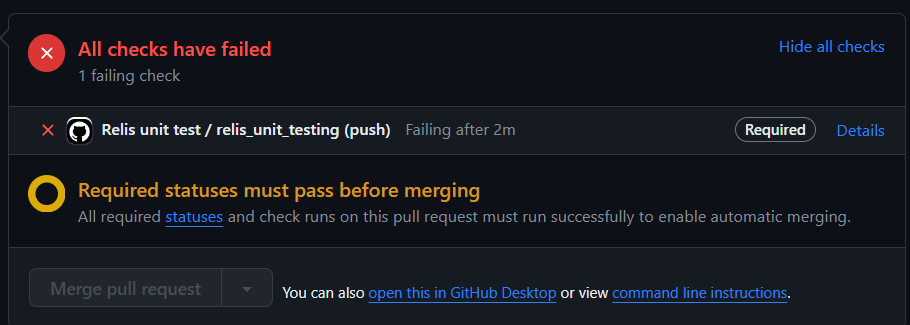 All checks have failed
Hide all checks
1 failing check
Relis unit test / relis_unit_testing (push) Failing after 2m Required Details
Required statuses must pass before merging
All required statuses and check runs on this pull request must run successfully to enable automatic merging.
Merge pull request You can also open this in GitHub Desktop or view command line instructions.